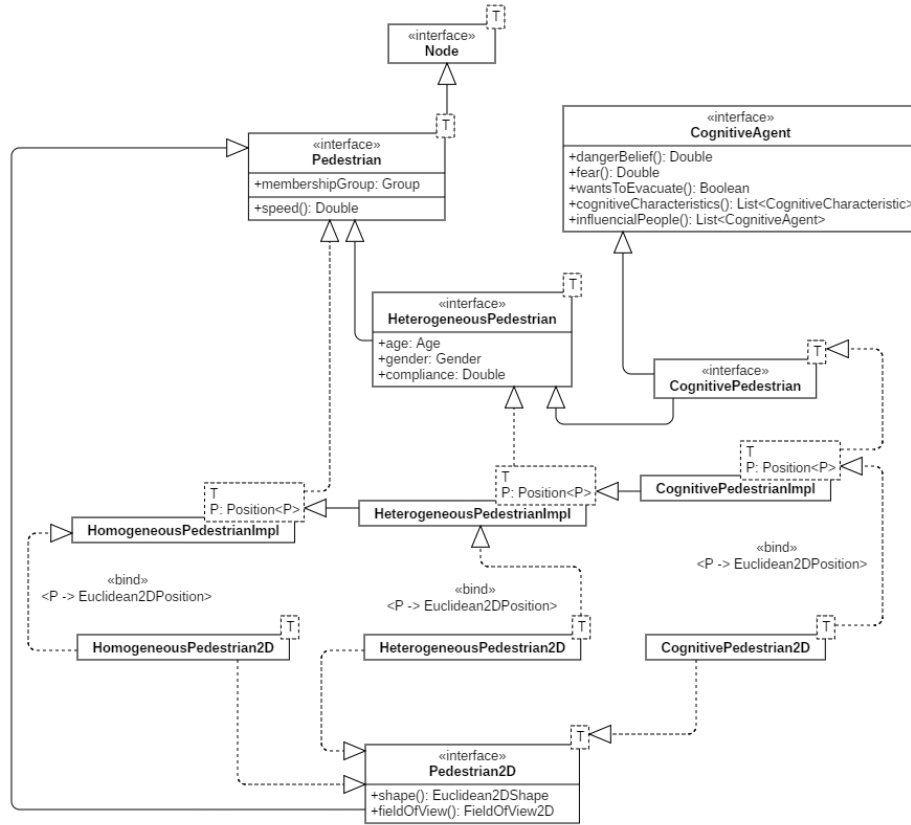 T
«interface»
Node
T
«interface»
Pedestrian
+membershipGroup: Group
+speed(): Double
«interface»
CognitiveAgent
+dangerBelief(): Double
+fear(): Double
+wantsToEvacuate(): Boolean
+cognitiveCharacteristics(): List<CognitiveCharacteristic>
+influencialPeople(): List<CognitiveAgent>
T
«interface»
HeterogeneousPedestrian
+age: Age
+gender: Gender
+compliance: Double
T
«interface»
CognitivePedestrian
T
P: Position<P>
CognitivePedestrianImpl
T
P: Position<P>
HeterogeneousPedestrianImpl
T
P: Position<P>
HomogeneousPedestrianImpl
«bind»
<P -> Euclidean2DPosition>
«bind»
<P -> Euclidean2DPosition>
«bind»
<P -> Euclidean2DPosition>
T
HomogeneousPedestrian2D
T
HeterogeneousPedestrian2D
T
CognitivePedestrian2D
T
«interface»
Pedestrian2D
+shape(): Euclidean2DShape
+fieldOfView(): FieldOfView2D